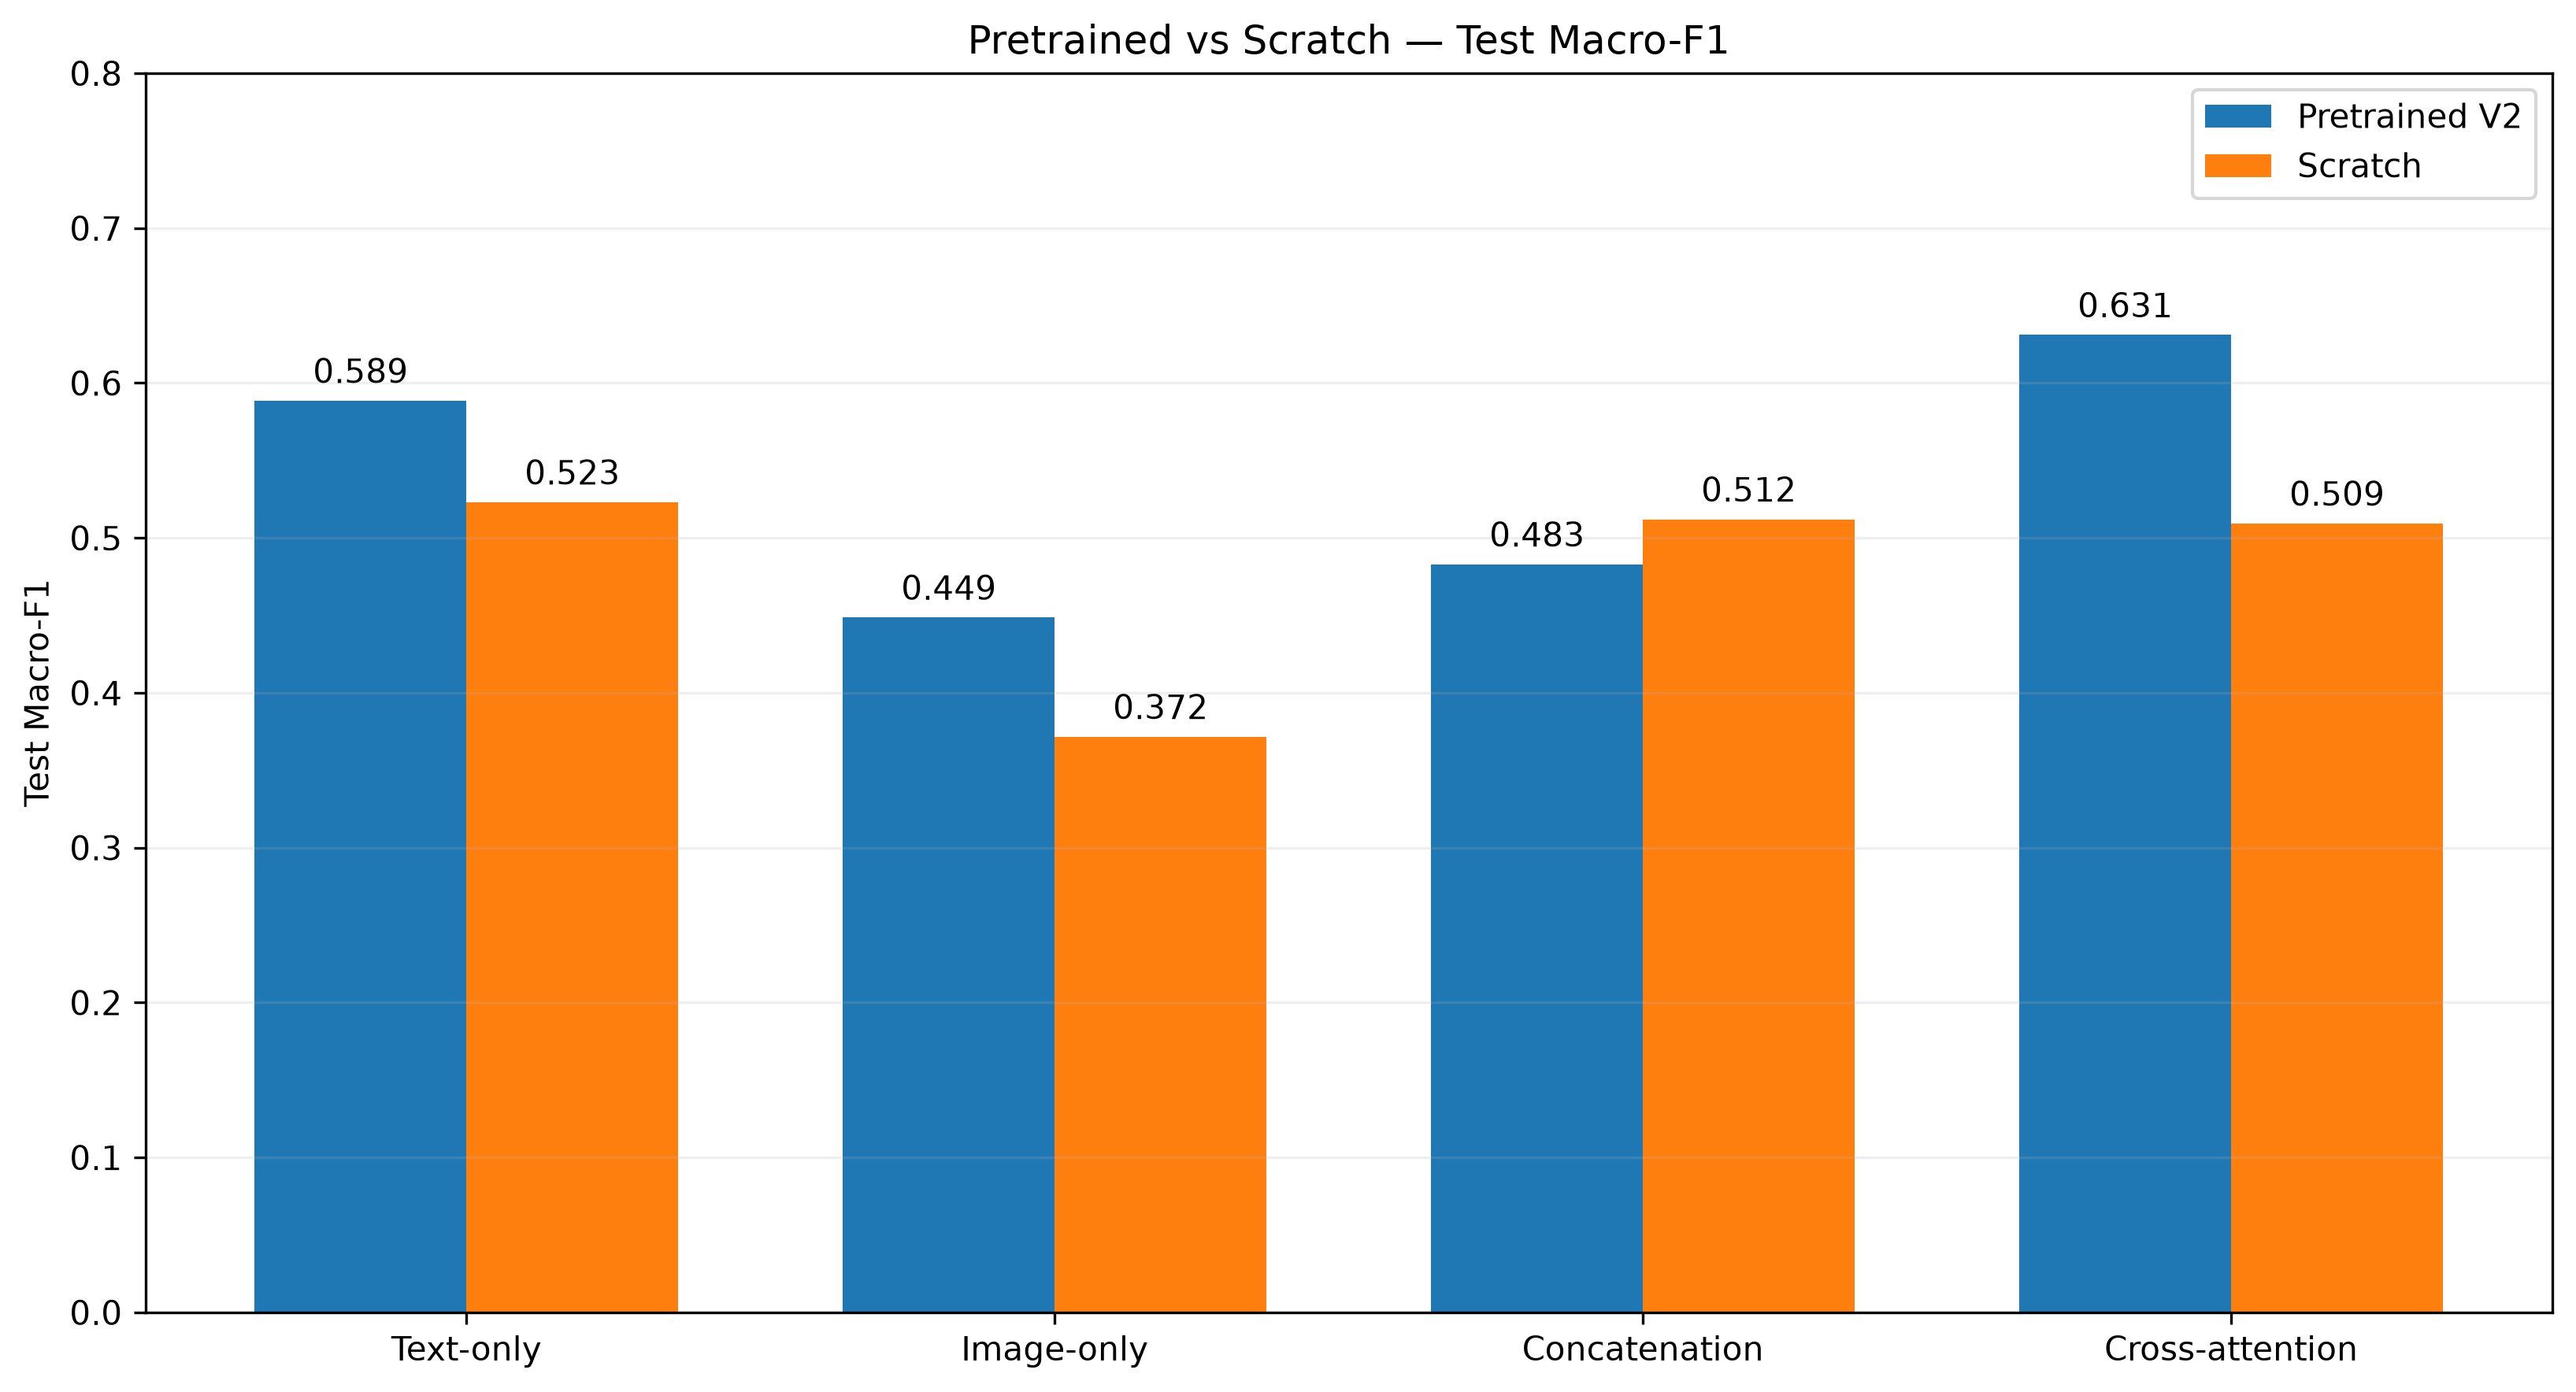 Pretrained vs Scratch — Test Macro-F1
Pretrained V2
Scratch
Test Macro-F1
0.8
0.7
0.6
0.5
0.4
0.3
0.2
0.1
0.0
0.589
0.523
0.449
0.372
0.483
0.512
0.631
0.509
Text-only
Image-only
Concatenation
Cross-attention